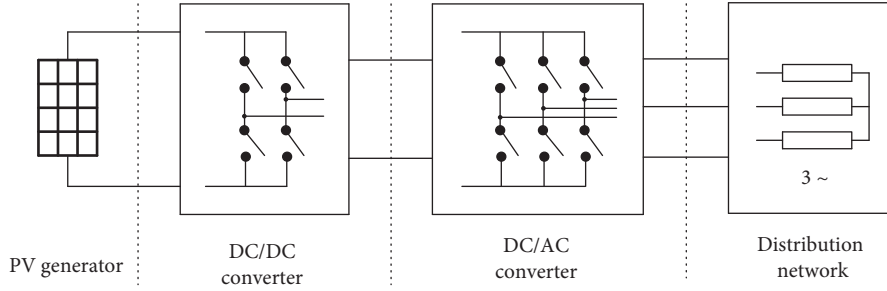 3 ~
PV generator
DC/DC
converter
DC/AC
converter
Distribution
network